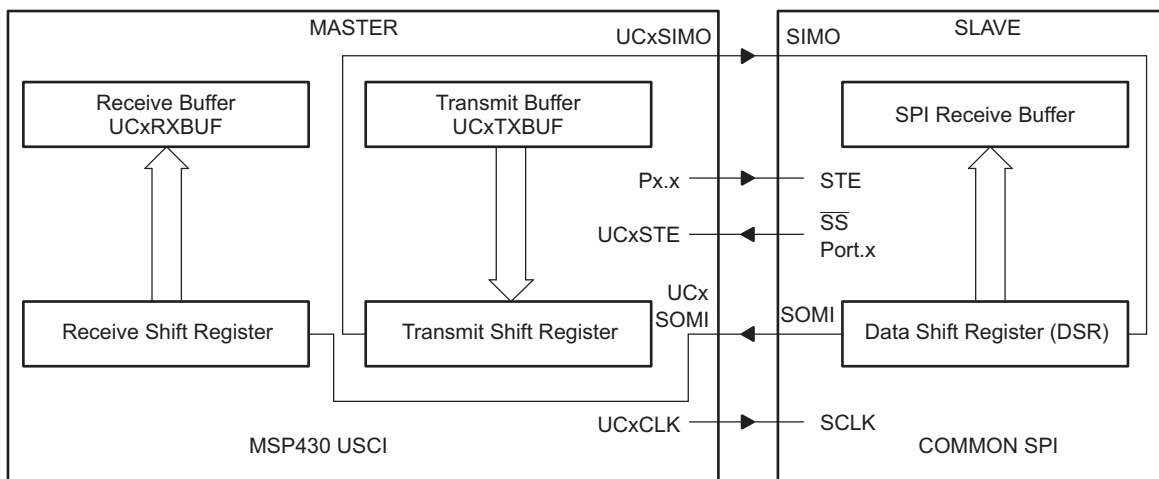 MASTER
UCxSIMO
SIMO
SLAVE
Receive Buffer
UCxRXBUF
Transmit Buffer
UCxTXBUF
SPI Receive Buffer
Px.x
STE
UCxSTE
SS
Port.x
UCx
SOMI
SOMI
Receive Shift Register
Transmit Shift Register
Data Shift Register (DSR)
UCxCLK
SCLK
MSP430 USCI
COMMON SPI